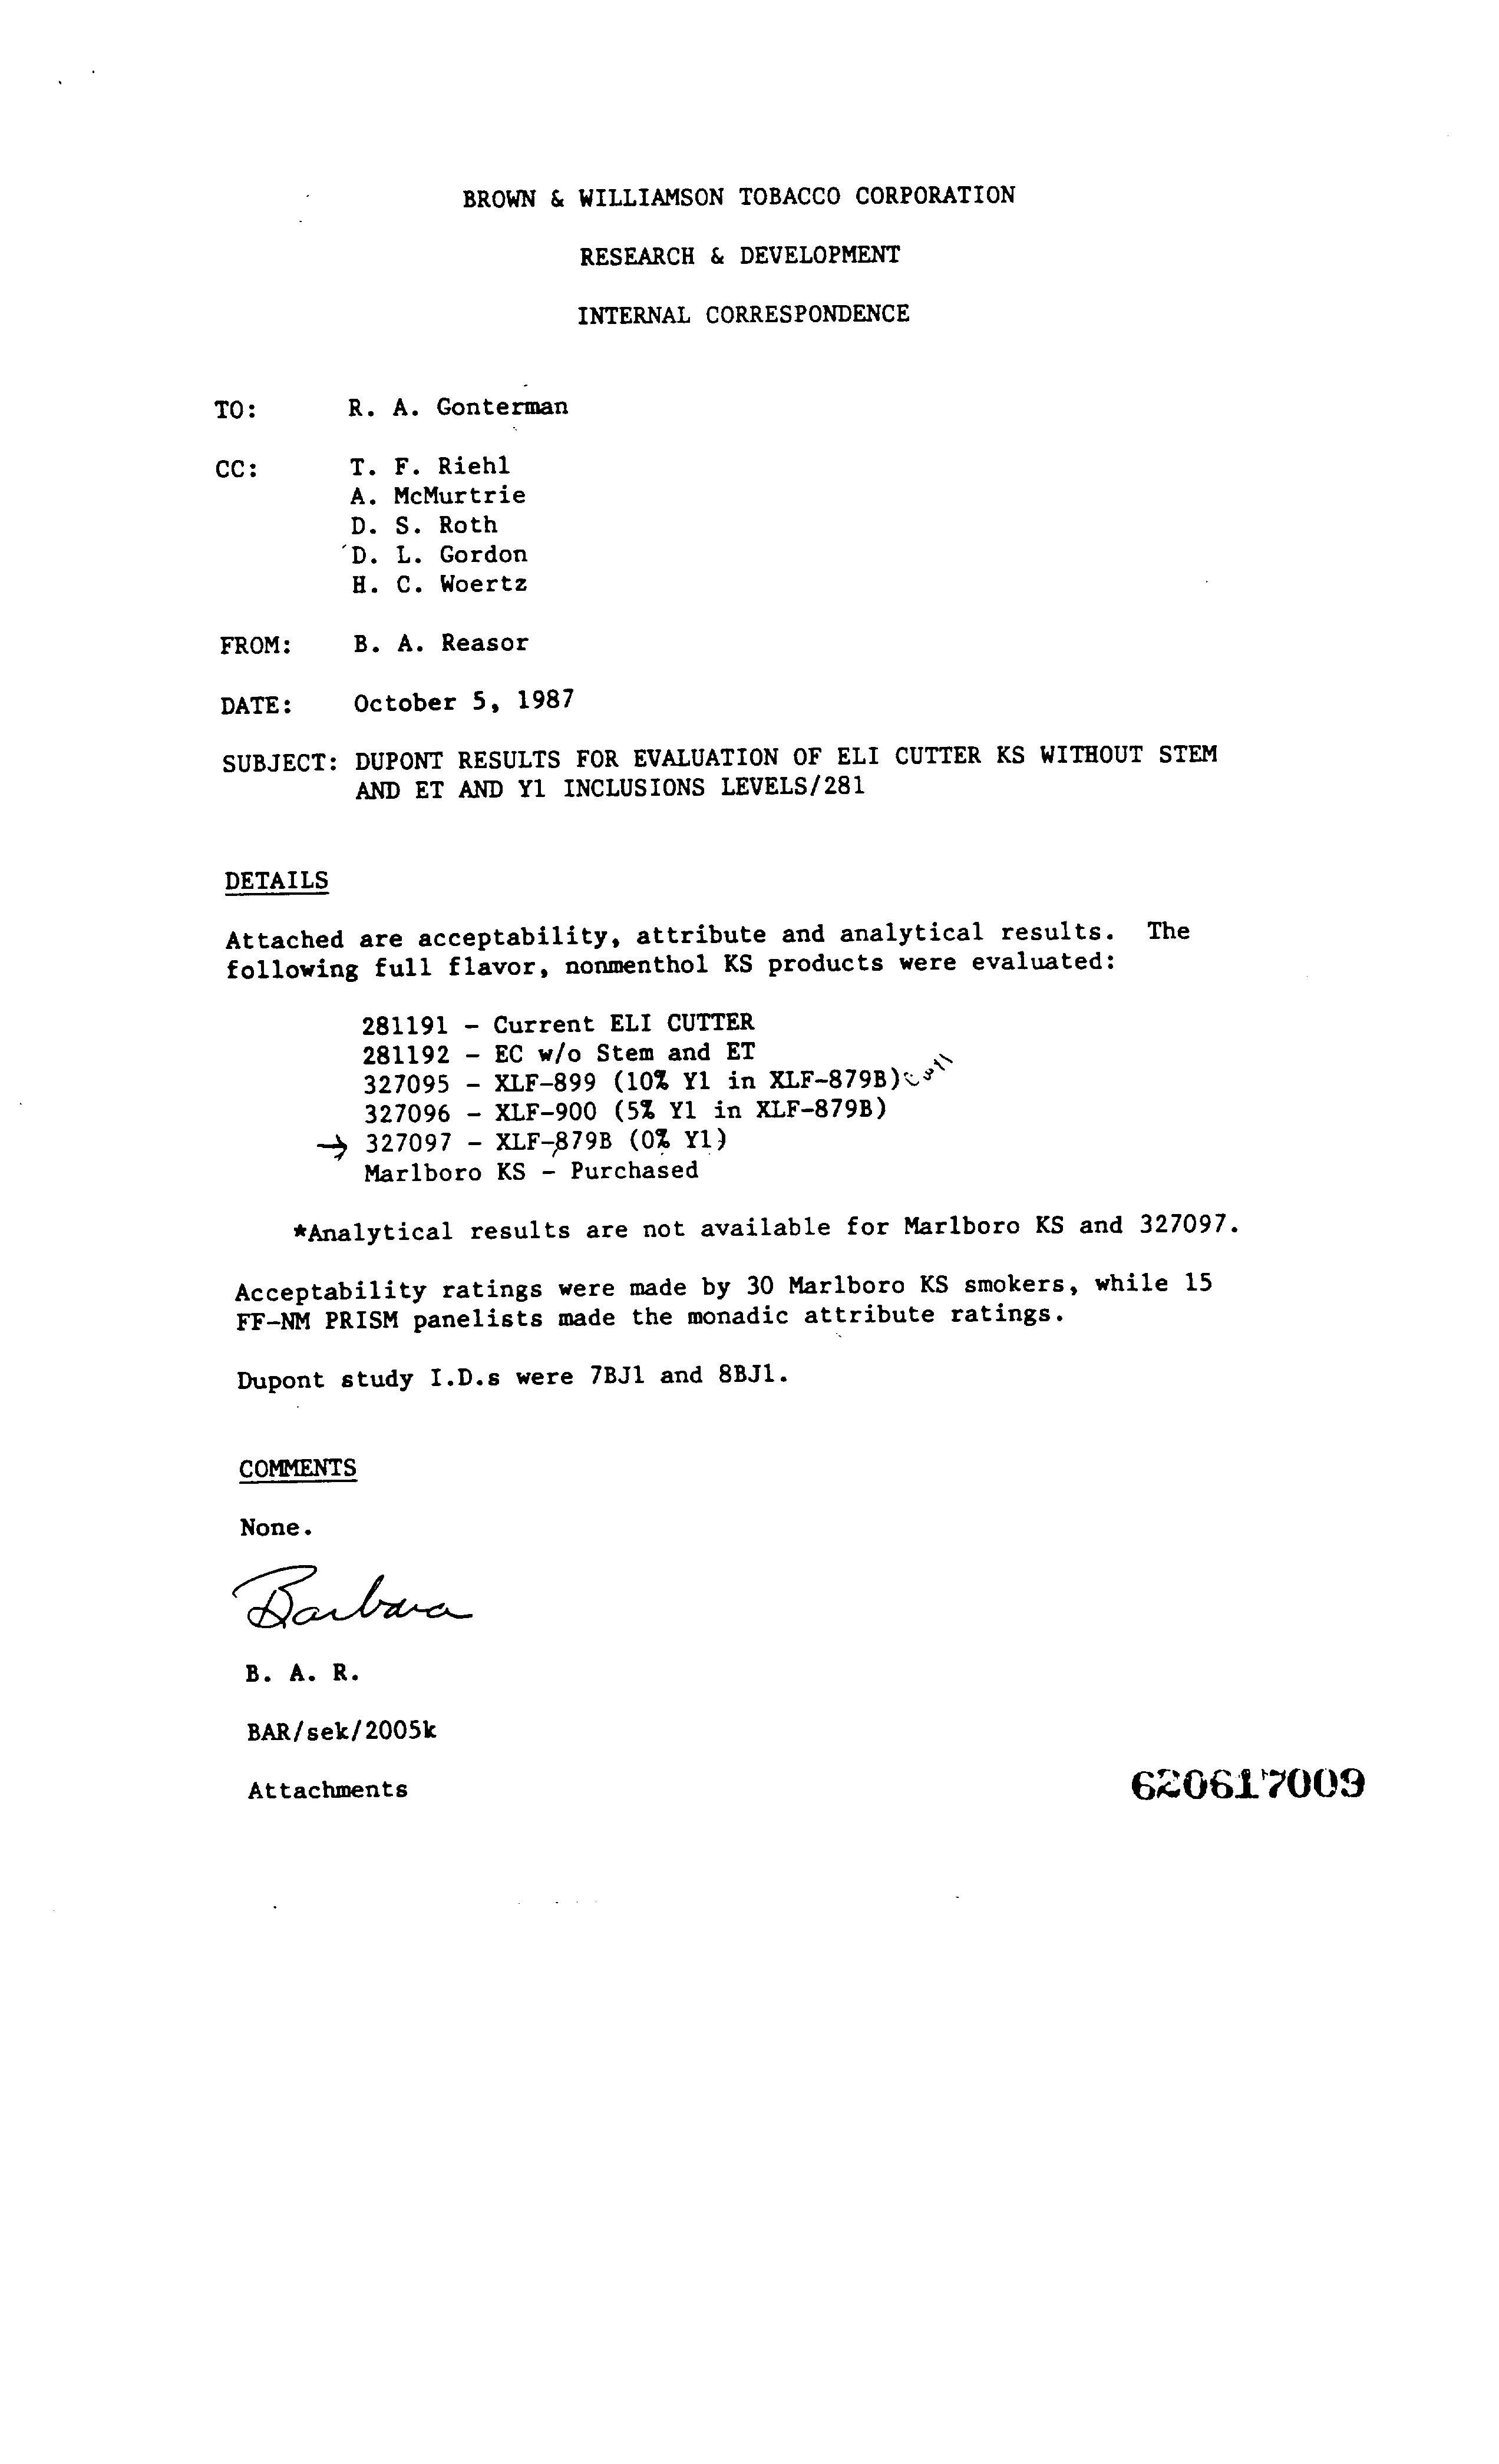 BROWN & WILLIAMSON TOBACCO CORPORATION
RESEARCH & DEVELOPMENT
INTERNAL CORRESPONDENCE
TO: R. A. Gonterman
CC: T. F. Riehl
A. McMurtrie
D. S. Roth
D. L. Gordon
H. C. Woertz
FROM: B. A. Reasor
DATE: October 5, 1987
SUBJECT: DUPONT RESULTS FOR EVALUATION OF ELI CUTTER KS WITHOUT STEM
AND ET AND Y1 INCLUSIONS LEVELS/281
DETAILS
Attached are acceptability, attribute and analytical results. The
following full flavor, nonmenthol KS products were evaluated:
281191 - Current ELI CUTTER
281192 - EC w/o Stem and ET
327095 - XLF-899 (10% Y1 in XLF-879B)
327096 - XLF-900 (5% Y1 in XLF-879B)
→ 327097 - XLF-879B (0% Y1)
Marlboro KS - Purchased
*Analytical results are not available for Marlboro KS and 327097.
Acceptability ratings were made by 30 Marlboro KS smokers, while 15
FF-NM PRISM panelists made the monadic attribute ratings.
Dupont study I.D.s were 7BJ1 and 8BJ1.
COMMENTS
None.
Barbara
B. A. R.
BAR/sek/2005k
Attachments
620617009